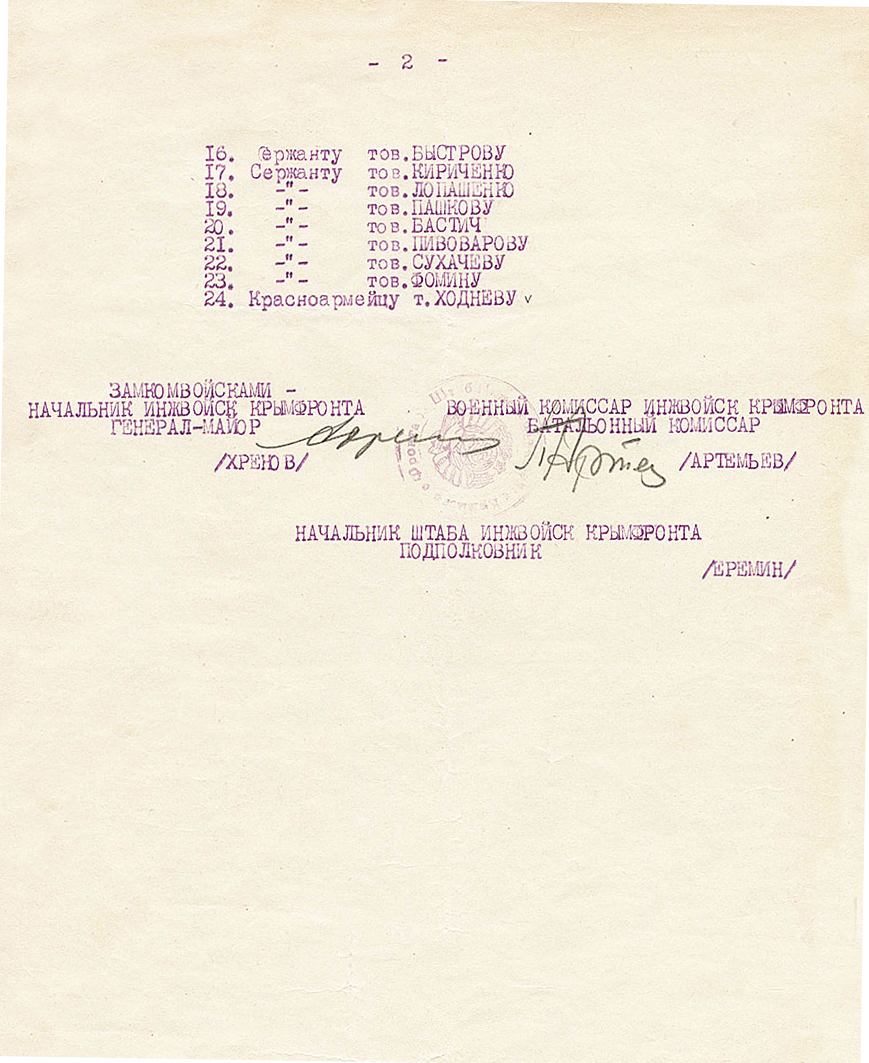 - 2 -
16. Сержанту тов.БЫСТРОВУ
17. Сержанту тов.КИРИЧЕНЮ
18. -"- тов.ЛОПАШЕНЮ
19. -"- тов.ПАШКОВУ
20. -"- тов.БАСТИЧ
21. -"- тов.ПИВОВАРОВУ
22. -"- тов.СУХАЧЕВУ
23. -"- тов.ФОМИНУ
24. Красноармейцу т.ХОДНЕВУ
ЗАМКОМВОЙСКАМИ -
НАЧАЛЬНИК ИНЖВОЙСК КРЫМФРОНТА
ГЕНЕРАЛ-МАЙОР
/ХРЕНОВ/
ВОЕННЫЙ КОМИССАР ИНЖВОЙСК КРЫМФРОНТА
БАТАЛЬОННЫЙ КОМИССАР
/АРТЕМЬЕВ/
НАЧАЛЬНИК ШТАБА ИНЖВОЙСК КРЫМФРОНТА
ПОДПОЛКОВНИК
/ЕРЕМИН/